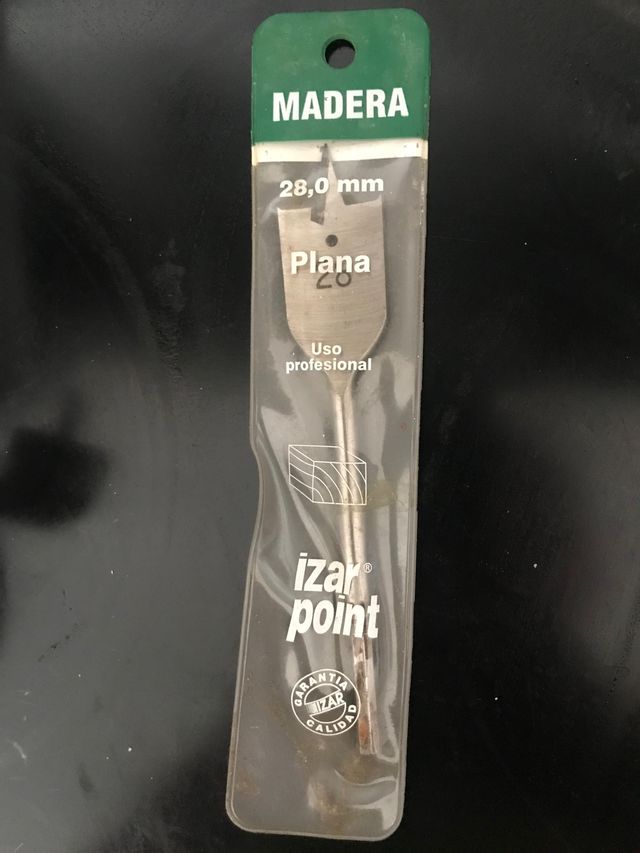 MADERA
28,0 mm
Plana
28
Uso
profesional
izar®
point
GARANTIA
IZAR
CALIDAD